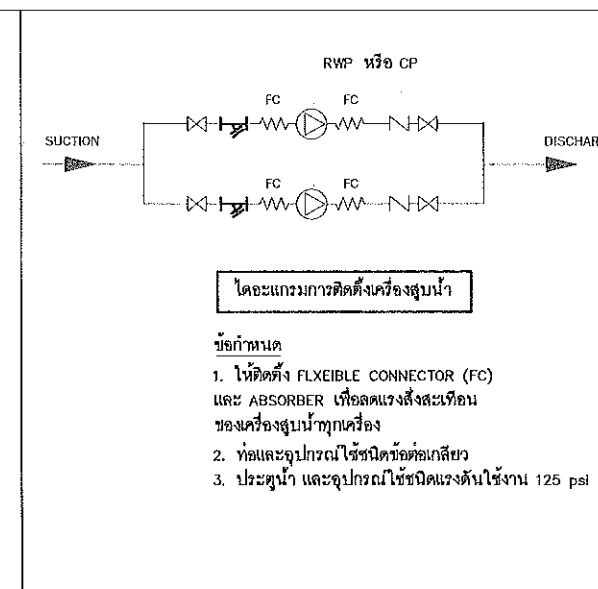 RWP หรือ CP
FC FC
SUCTION
DISCHAR
FC FC
ไดอะแกรมการติดตั้งเครื่องสูบน้ำ
ข้อกำหนด
1. ให้ติดตั้ง FLXEIBLE CONNECTOR (FC)
และ ABSORBER เพื่อลดแรงสั่งสะเทือน
ของเครื่องสูบน้ำทุกเครื่อง
2. ท่อและอุปกรณ์ใช้ชนิดข้อต่อเกลียว
3. ประตูน้ำ และอุปกรณ์ใช้ชนิดแรงดันใช้งาน 125 psi